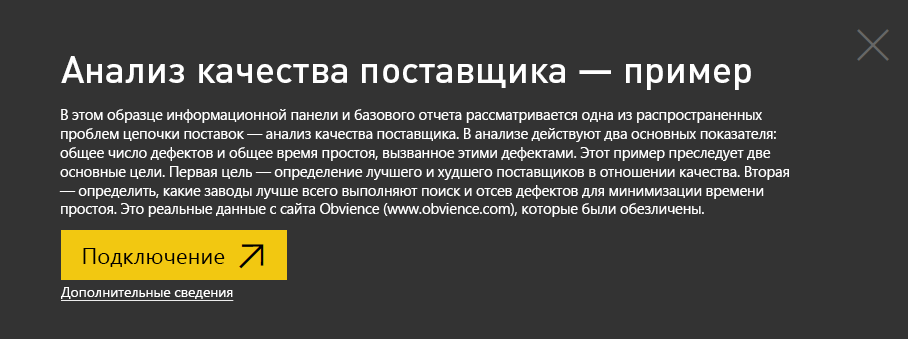 Анализ качества поставщика — пример
В этом образце информационной панели и базового отчета рассматривается одна из распространенных
проблем цепочки поставок — анализ качества поставщика. В анализе действуют два основных показателя:
общее число дефектов и общее время простоя, вызванное этими дефектами. Этот пример преследует две
основные цели. Первая цель — определение лучшего и худшего поставщиков в отношении качества. Вторая
— определить, какие заводы лучше всего выполняют поиск и отсев дефектов для минимизации времени
простоя. Это реальные данные с сайта Obvience (www.obvience.com), которые были обезличены.
Подключение
Дополнительные сведения